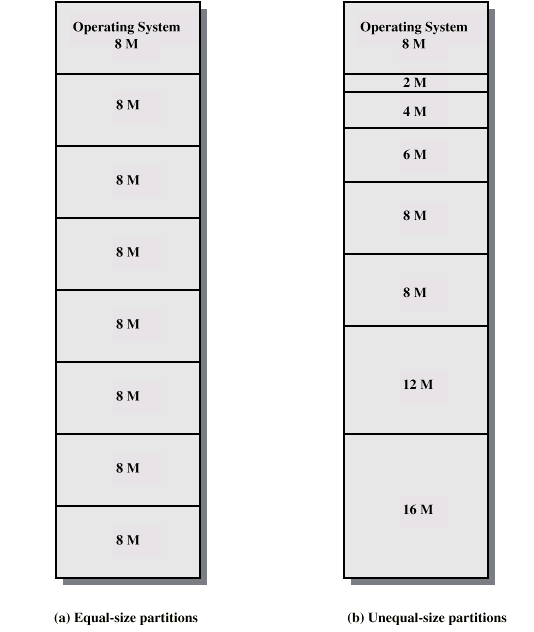 Operating System
8 M
8 M
8 M
8 M
8 M
8 M
8 M
8 M
(a) Equal-size partitions
Operating System
8 M
2 M
4 M
6 M
8 M
8 M
12 M
16 M
(b) Unequal-size partitions